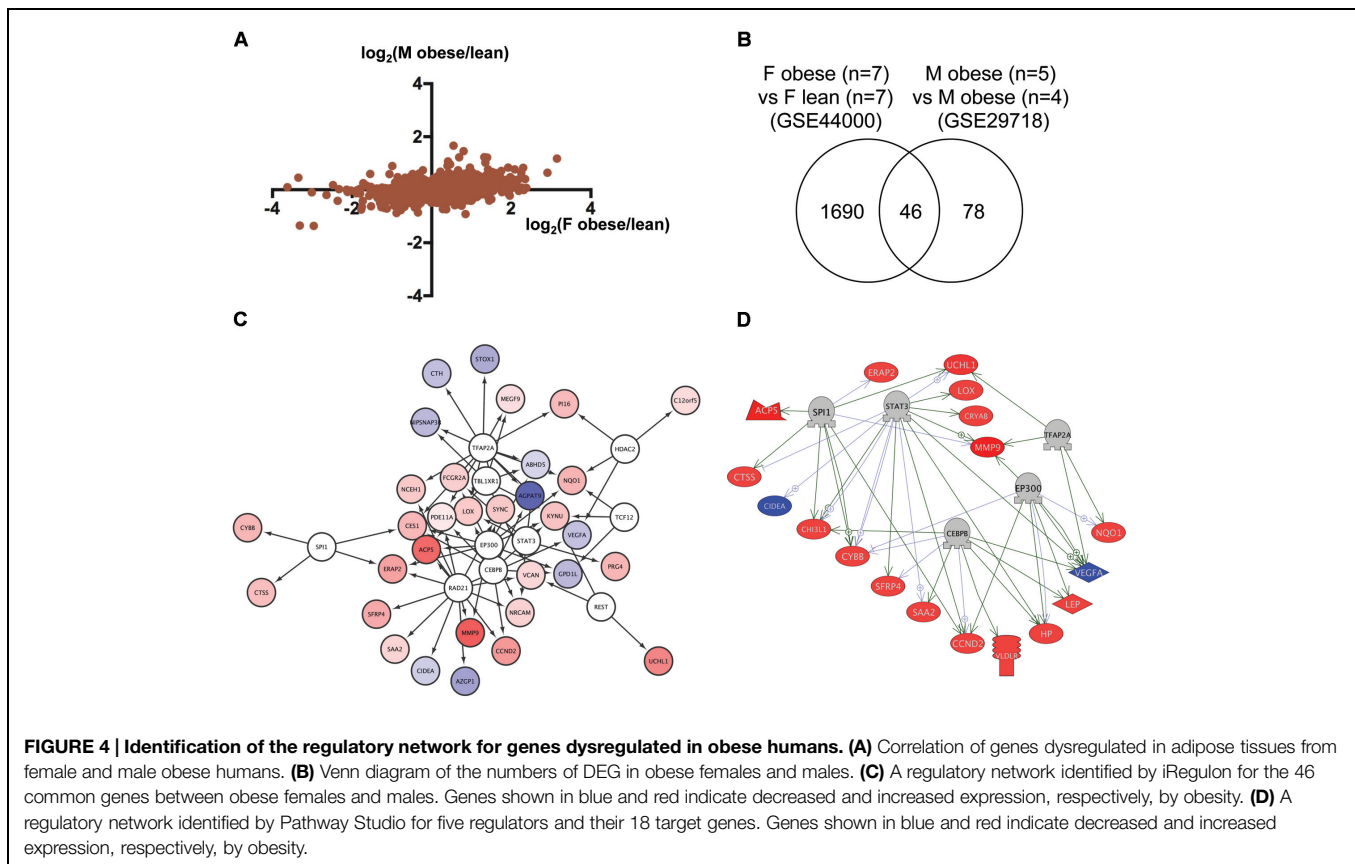 A
log2(M obese/lean)
4
2
-4
-2
2
4
log2(F obese/lean)
-2
-4
B
F obese (n=7)
vs F lean (n=7)
(GSE44000)
M obese (n=5)
vs M obese (n=4)
(GSE29718)
1690
46
78
C
STOX1
CTH
MEGF9
PI16
C12orf5
NIPSNAP3B
TFAP2A
HDAC2
ABHD5
FCGR2A
TBL1XR1
NCEH1
AGPAT9
NQO1
PDE11A
LOX
SYNC
KYNU
TCF12
CYBB
CES1
VEGFA
SPI1
ACP5
EP300
STAT3
ERAP2
CEBPB
VCAN
GPD1L
PRG4
CTSS
RAD21
SFRP4
NRCAM
REST
MMP9
SAA2
CCND2
UCHL1
CIDEA
AZGP1
D
UCHL1
ERAP2
LOX
ACP5
SPI1
STAT3
CRYAB
TFAP2A
MMP9
CTSS
EP300
CIDEA
CHI3L1
NQO1
CEBPB
CYBB
VEGFA
SFRP4
LEP
SAA2
HP
CCND2
VLDLR
FIGURE 4 | Identification of the regulatory network for genes dysregulated in obese humans. (A) Correlation of genes dysregulated in adipose tissues from
female and male obese humans. (B) Venn diagram of the numbers of DEG in obese females and males. (C) A regulatory network identified by iRegulon for the 46
common genes between obese females and males. Genes shown in blue and red indicate decreased and increased expression, respectively, by obesity. (D) A
regulatory network identified by Pathway Studio for five regulators and their 18 target genes. Genes shown in blue and red indicate decreased and increased
expression, respectively, by obesity.